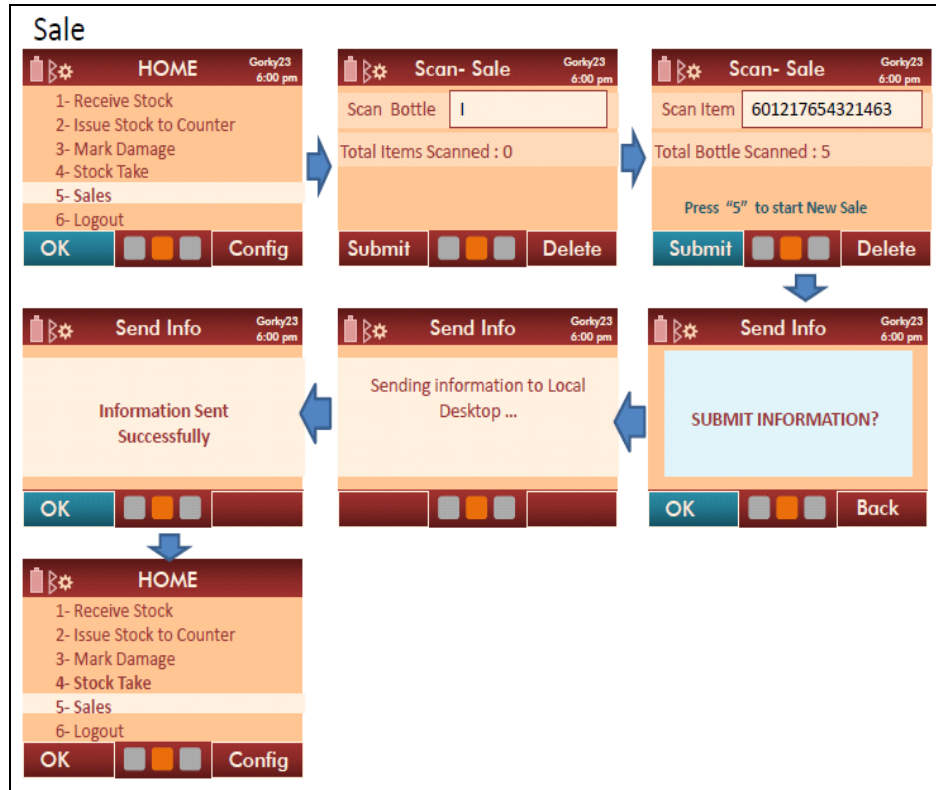 Sale
HOME
Gorky23
6:00 pm
1- Receive Stock
2- Issue Stock to Counter
3- Mark Damage
4- Stock Take
5- Sales
6- Logout
OK
Config
Scan- Sale
Gorky23
6:00 pm
Scan Bottle I
Total Items Scanned : 0
Submit
Delete
Scan- Sale
Gorky23
6:00 pm
Scan Item 601217654321463
Total Bottle Scanned : 5
Press "5" to start New Sale
Submit
Delete
Send Info
Gorky23
6:00 pm
SUBMIT INFORMATION?
OK
Back
Send Info
Gorky23
6:00 pm
Sending information to Local
Desktop ...
Send Info
Gorky23
6:00 pm
Information Sent
Successfully
OK
HOME
1- Receive Stock
2- Issue Stock to Counter
3- Mark Damage
4- Stock Take
5- Sales
6- Logout
OK
Config